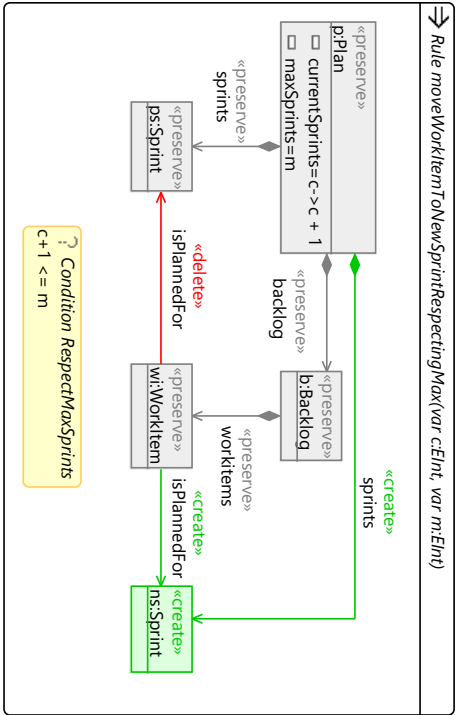 Rule moveWorkItemToNewSprintRespectingMax(var c:EInt, var m:EInt)
«preserve»
p:Plan
currentSprints=c->c + 1
maxSprints=m
«preserve»
backlog
«preserve»
b:Backlog
«create»
sprints
«preserve»
sprints
«preserve»
workitems
«preserve»
ps:Sprint
«delete»
isPlannedFor
«preserve»
wi:WorkItem
«create»
isPlannedFor
«create»
ns:Sprint
Condition RespectMaxSprints
c+1 <= m